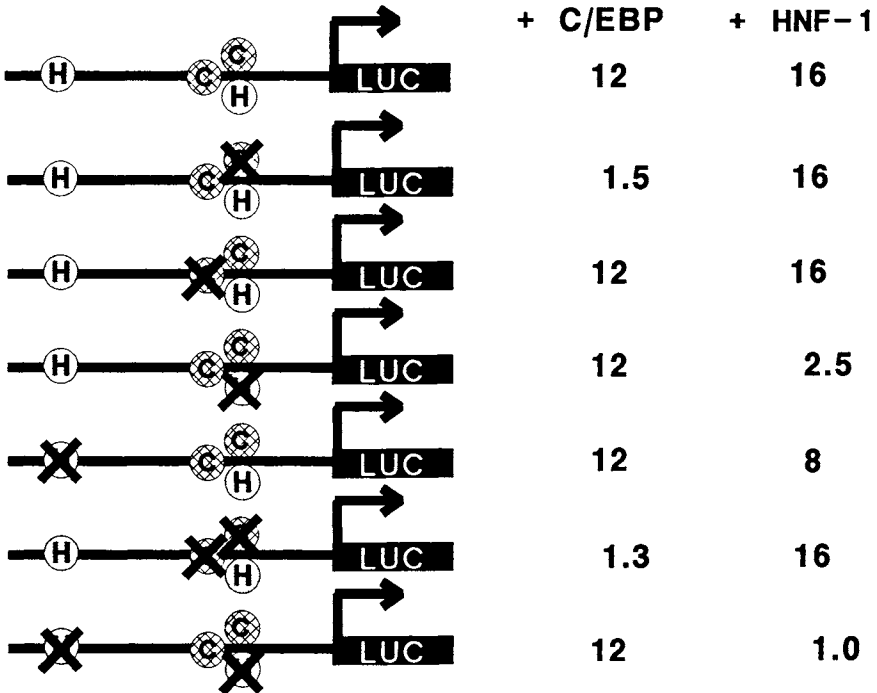 + C/EBP + HNF-1
H C C H LUC 12 16
H C H LUC 1.5 16
H C H LUC 12 16
H C C LUC 12 2.5
C C H LUC 12 8
H H LUC 1.3 16
C C LUC 12 1.0